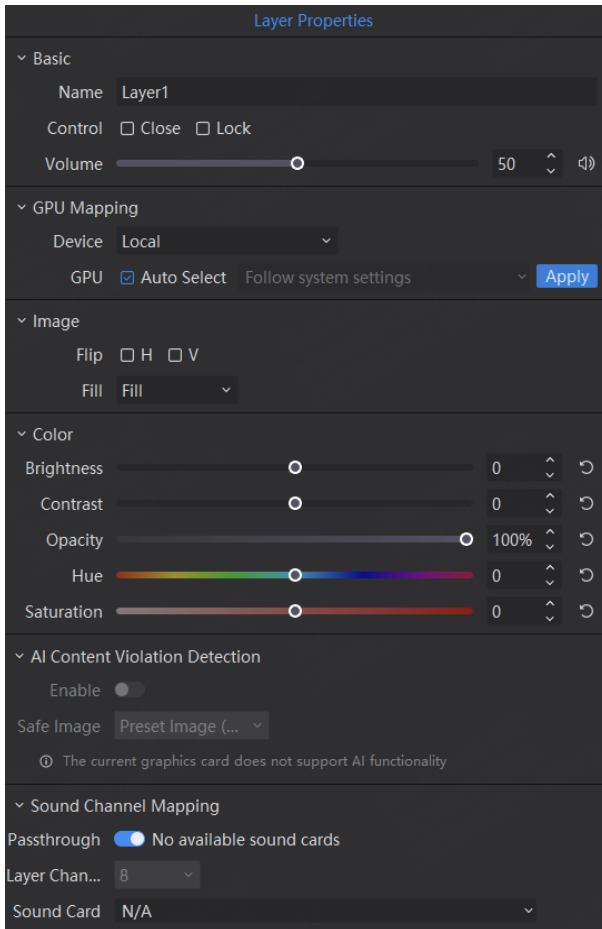 Layer Properties
Basic
Name Layer1
Control Close Lock
Volume 50
GPU Mapping
Device Local
GPU Auto Select Follow system settings Apply
Image
Flip H V
Fill Fill
Color
Brightness 0
Contrast 0
Opacity 100%
Hue 0
Saturation 0
AI Content Violation Detection
Enable
Safe Image Preset Image (...
The current graphics card does not support AI functionality
Sound Channel Mapping
Passthrough No available sound cards
Layer Chan... 8
Sound Card N/A